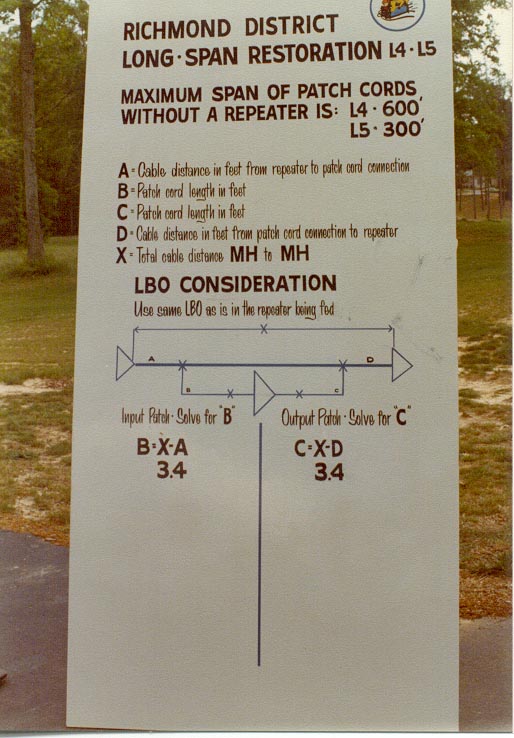 RICHMOND DISTRICT
LONG-SPAN RESTORATION L4-L5
MAXIMUM SPAN OF PATCH CORDS
WITHOUT A REPEATER IS: L4-600'
L5-300'
A=Cable distance in feet from repeater to patch cord connection
B=Patch cord length in feet
C=Patch cord length in feet
D=Cable distance in feet from patch cord connection to repeater
X=Total cable distance MH to MH
LBO CONSIDERATION
Use same LBO as is in the repeater being fed
X
A D
B C
Input Patch-Solve for "B" Output Patch-Solve for "C"
B=X-A C=X-D
3.4 3.4